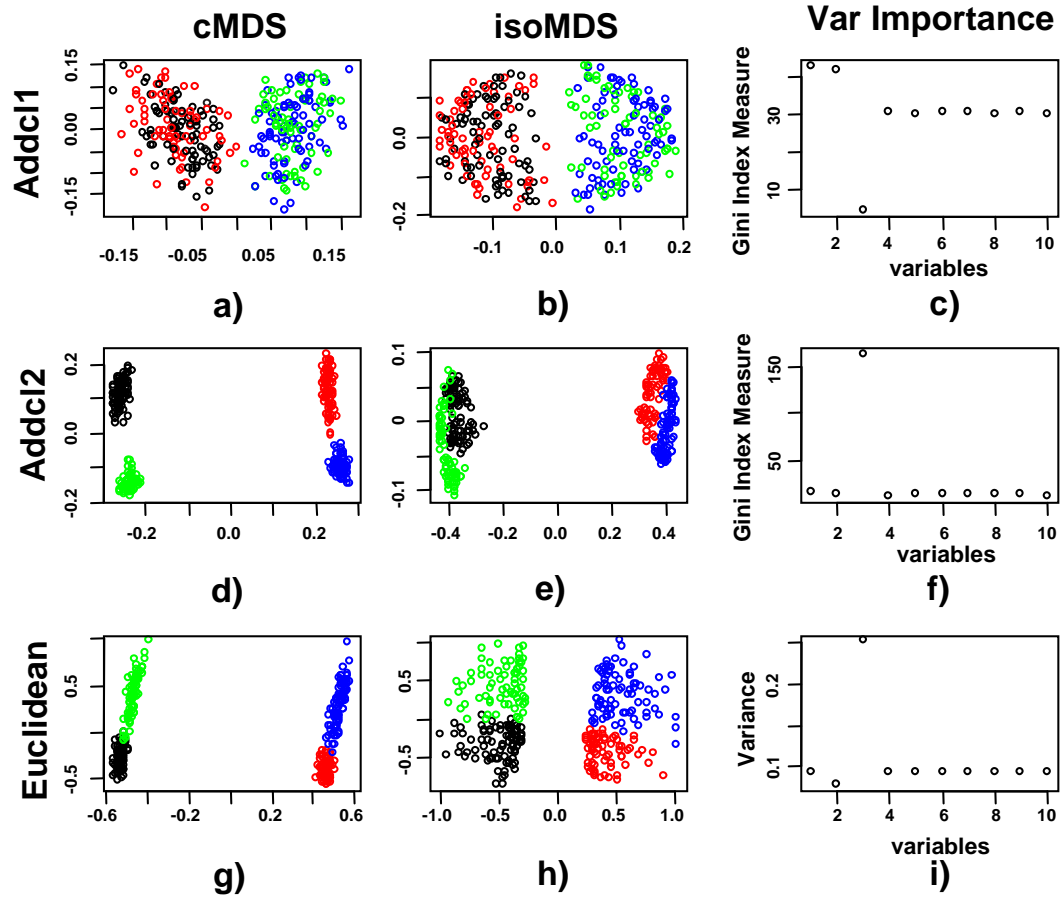 cMDS isoMDS Var Importance
Addcl1
0.15 0.00 -0.15
-0.15 -0.05 0.05 0.15
a)
0.0 -0.2
-0.1 0.0 0.1 0.2
b)
Gini Index Measure
30 10
2 4 6 8 10
variables
c)
Addcl2
0.2 0.0 -0.2
-0.2 0.0 0.2
d)
0.1 0 -0.1
-0.4 -0.2 0.0 0.2 0.4
e)
Gini Index Measure
150 50
2 4 6 8 10
variables
f)
Euclidean
0.5 -0.5
-0.6 -0.2 0.0 0.2 0.6
g)
0.5 -0.5
-1.0 -0.5 0.0 0.5 1.0
h)
Variance
0.2 0.1
2 4 6 8 10
variables
i)